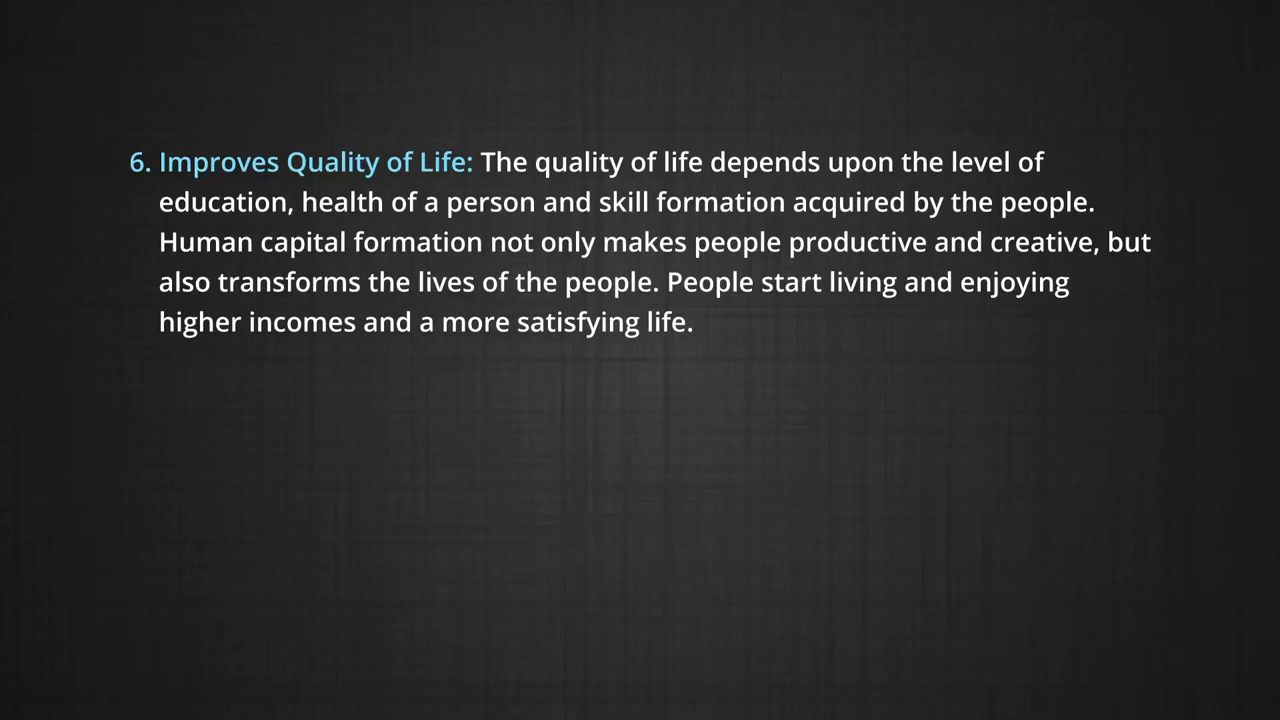 6. Improves Quality of Life: The quality of life depends upon the level of
education, health of a person and skill formation acquired by the people.
Human capital formation not only makes people productive and creative, but
also transforms the lives of the people. People start living and enjoying
higher incomes and a more satisfying life.